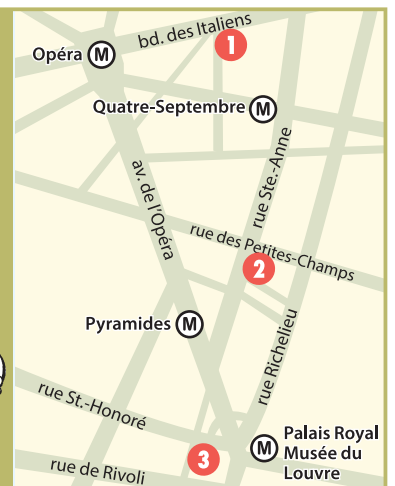 bd. des Italiens
1
Opéra M
Quatre-Septembre M
av. de l'Opéra
rue Ste.-Anne
rue des Petites-Champs
2
Pyramides M
rue Richelieu
rue St.-Honoré
3
M Palais Royal
Musée du
Louvre
rue de Rivoli